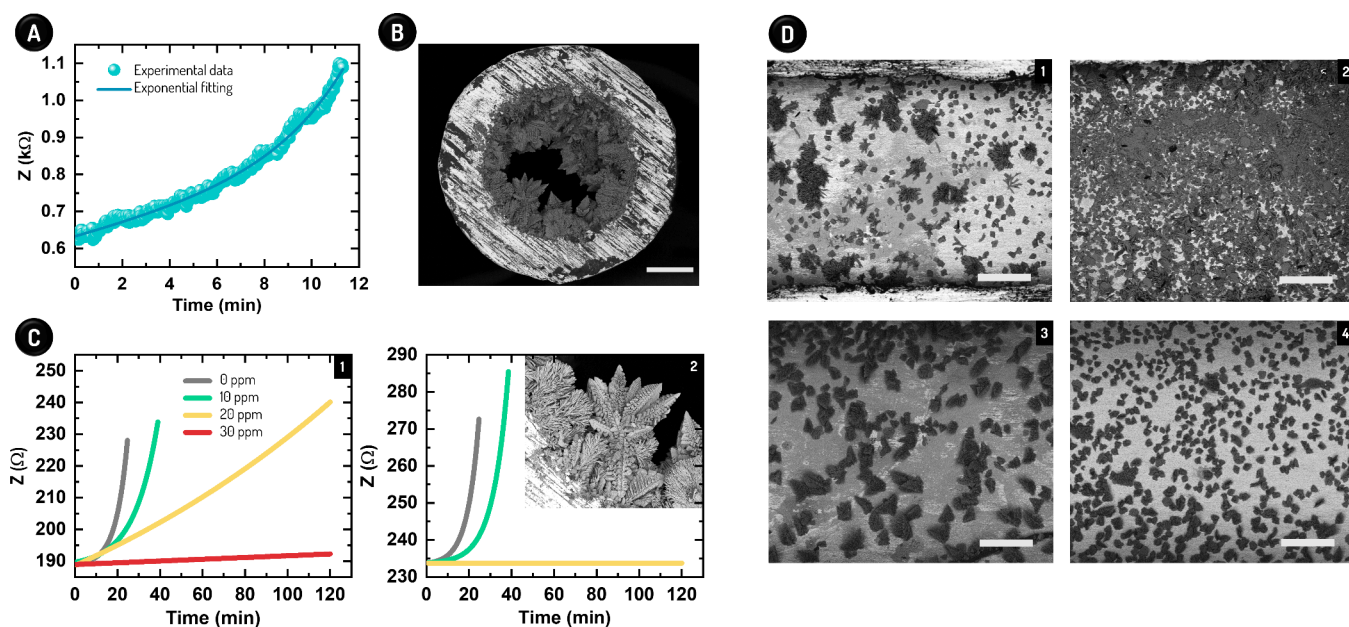 A
1.1
1.0
0.9
0.8
0.7
0.6
Z (kΩ)
Experimental data
Exponential fitting
0 2 4 6 8 10 12
Time (min)
B
C
1
250
240
230
220
210
200
190
Z (Ω)
0 ppm
10 ppm
20 ppm
30 ppm
0 20 40 60 80 100 120
Time (min)
2
290
280
270
260
250
240
230
Z (Ω)
0 20 40 60 80 100 120
Time (min)
D
1
2
3
4